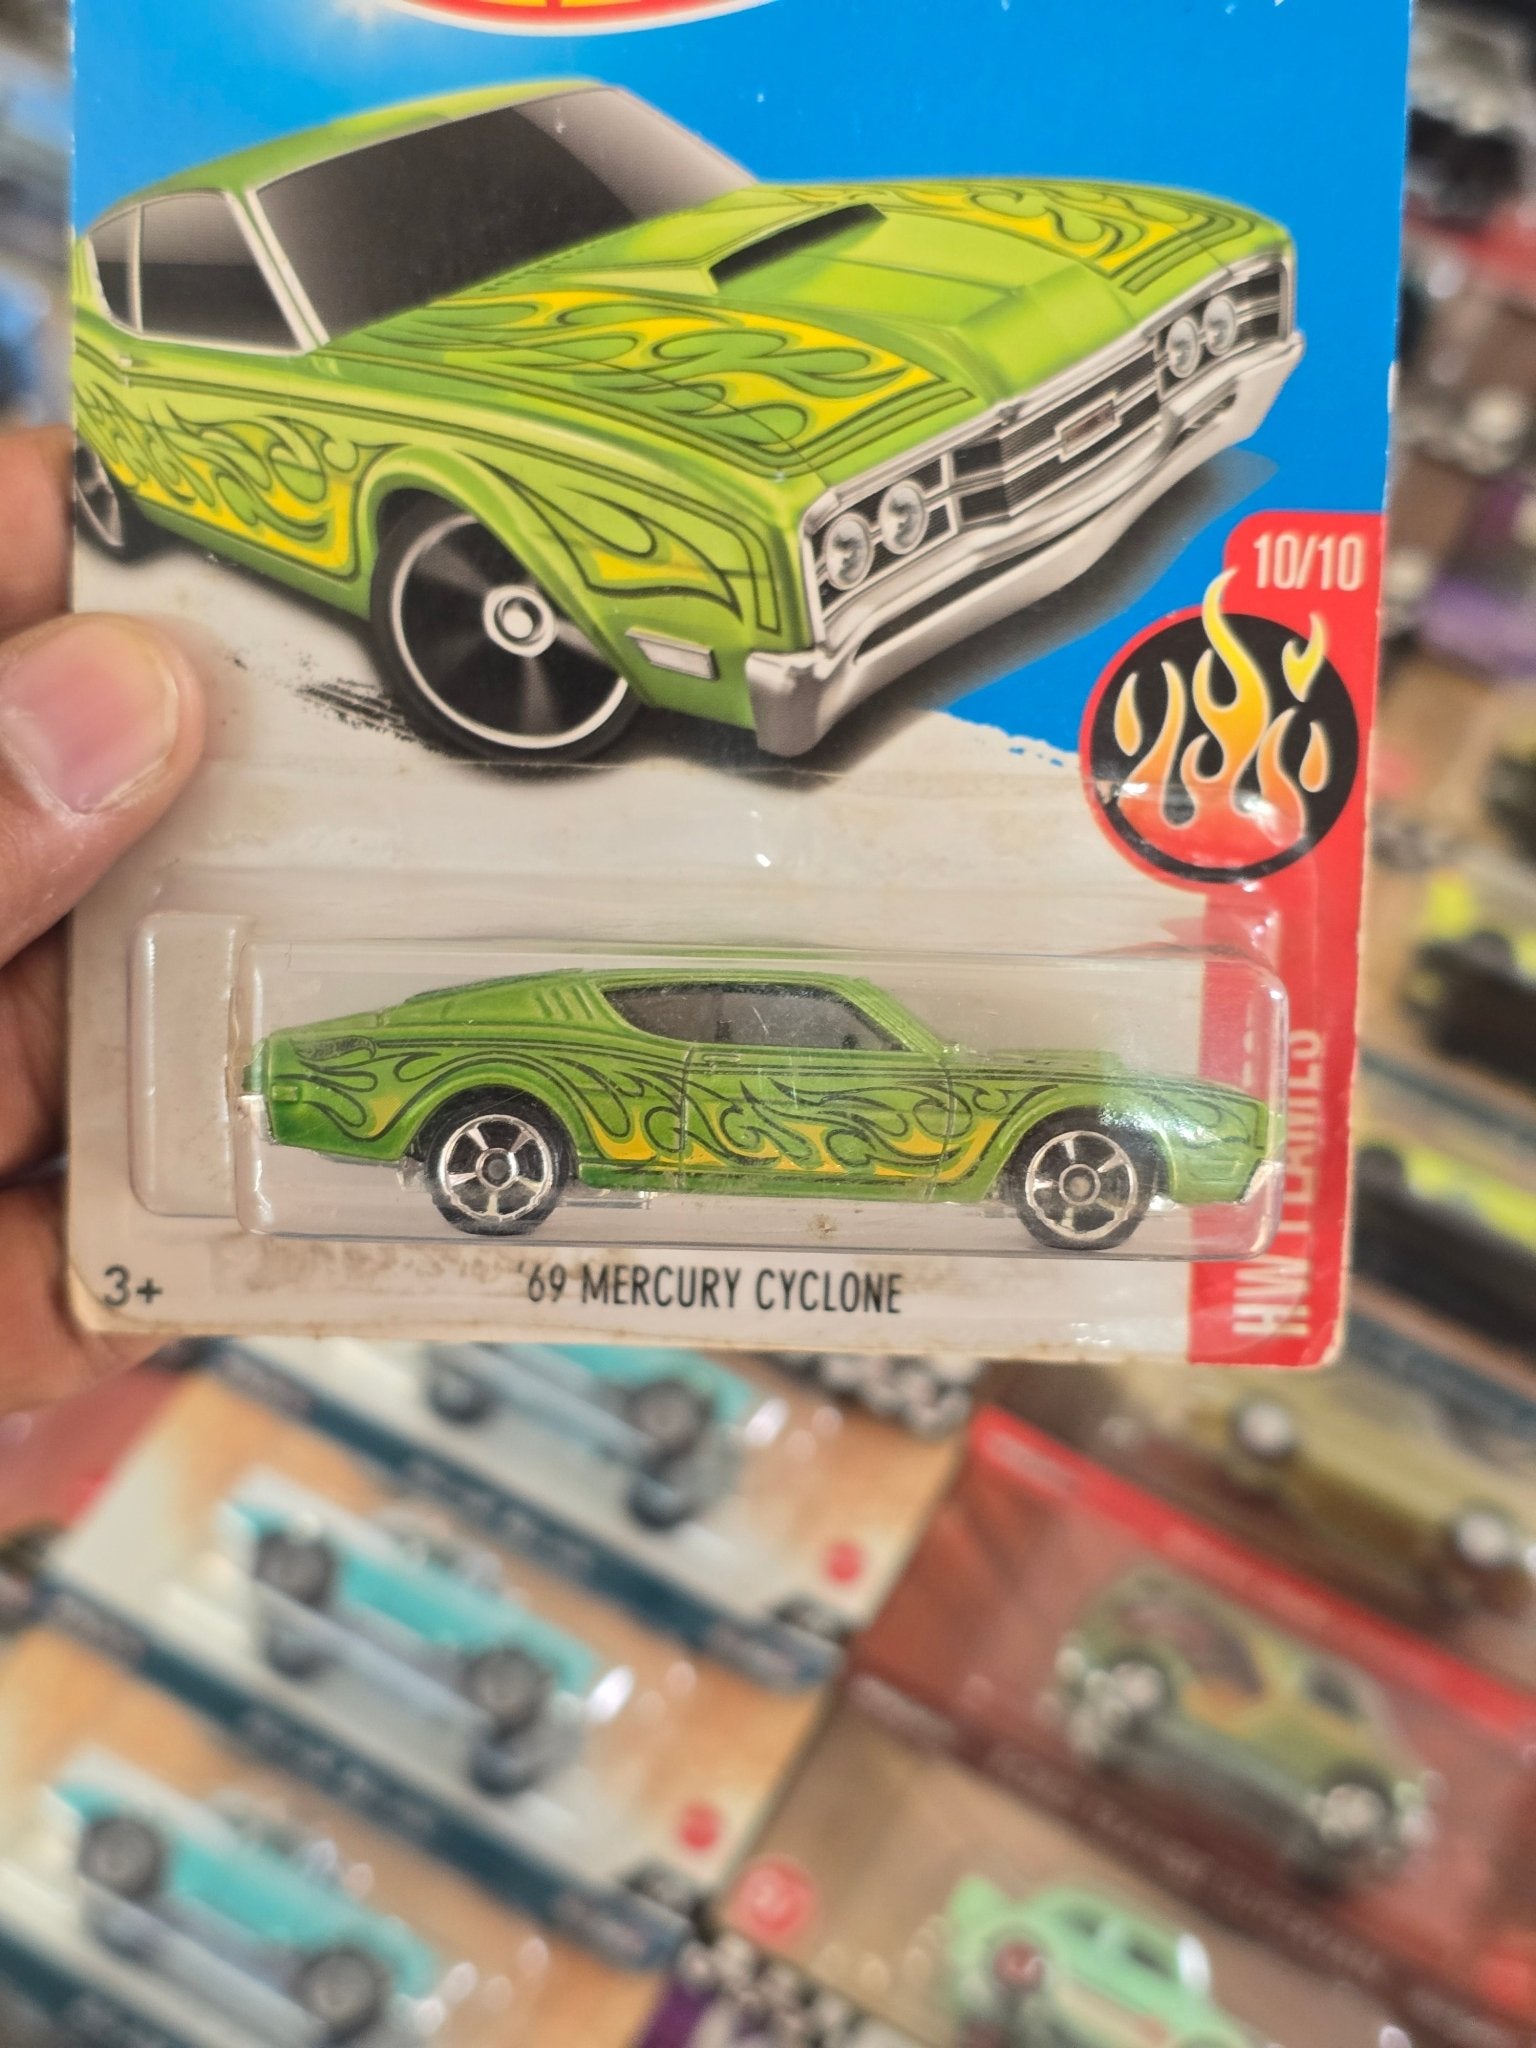 10/10
HW FLAMES
3+
'69 MERCURY CYCLONE